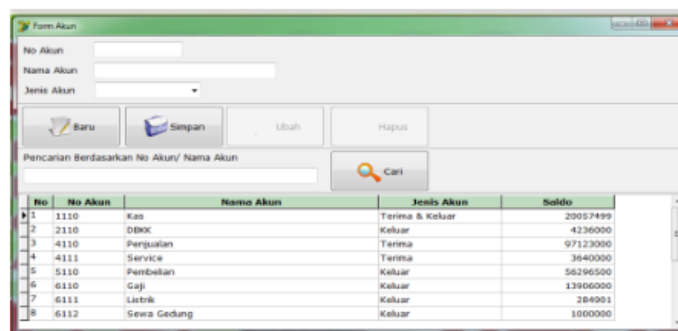 Form Akun
No Akun
Nama Akun
Jenis Akun
Baru Simpan Ubah Hapus
Pencarian Berdasarkan No Akun/ Nama Akun
Cari
No No Akun Nama Akun Jenis Akun Saldo
1 1110 Kas Terima & Keluar 20057499
2 2110 DBKK Keluar 4236000
3 4110 Penjualan Terima 97123000
4 4111 Service Terima 3640000
5 5110 Pembelian Keluar 56296500
6 6110 Gaji Keluar 13906000
7 6111 Listrik Keluar 284901
8 6112 Sewa Gedung Keluar 1000000